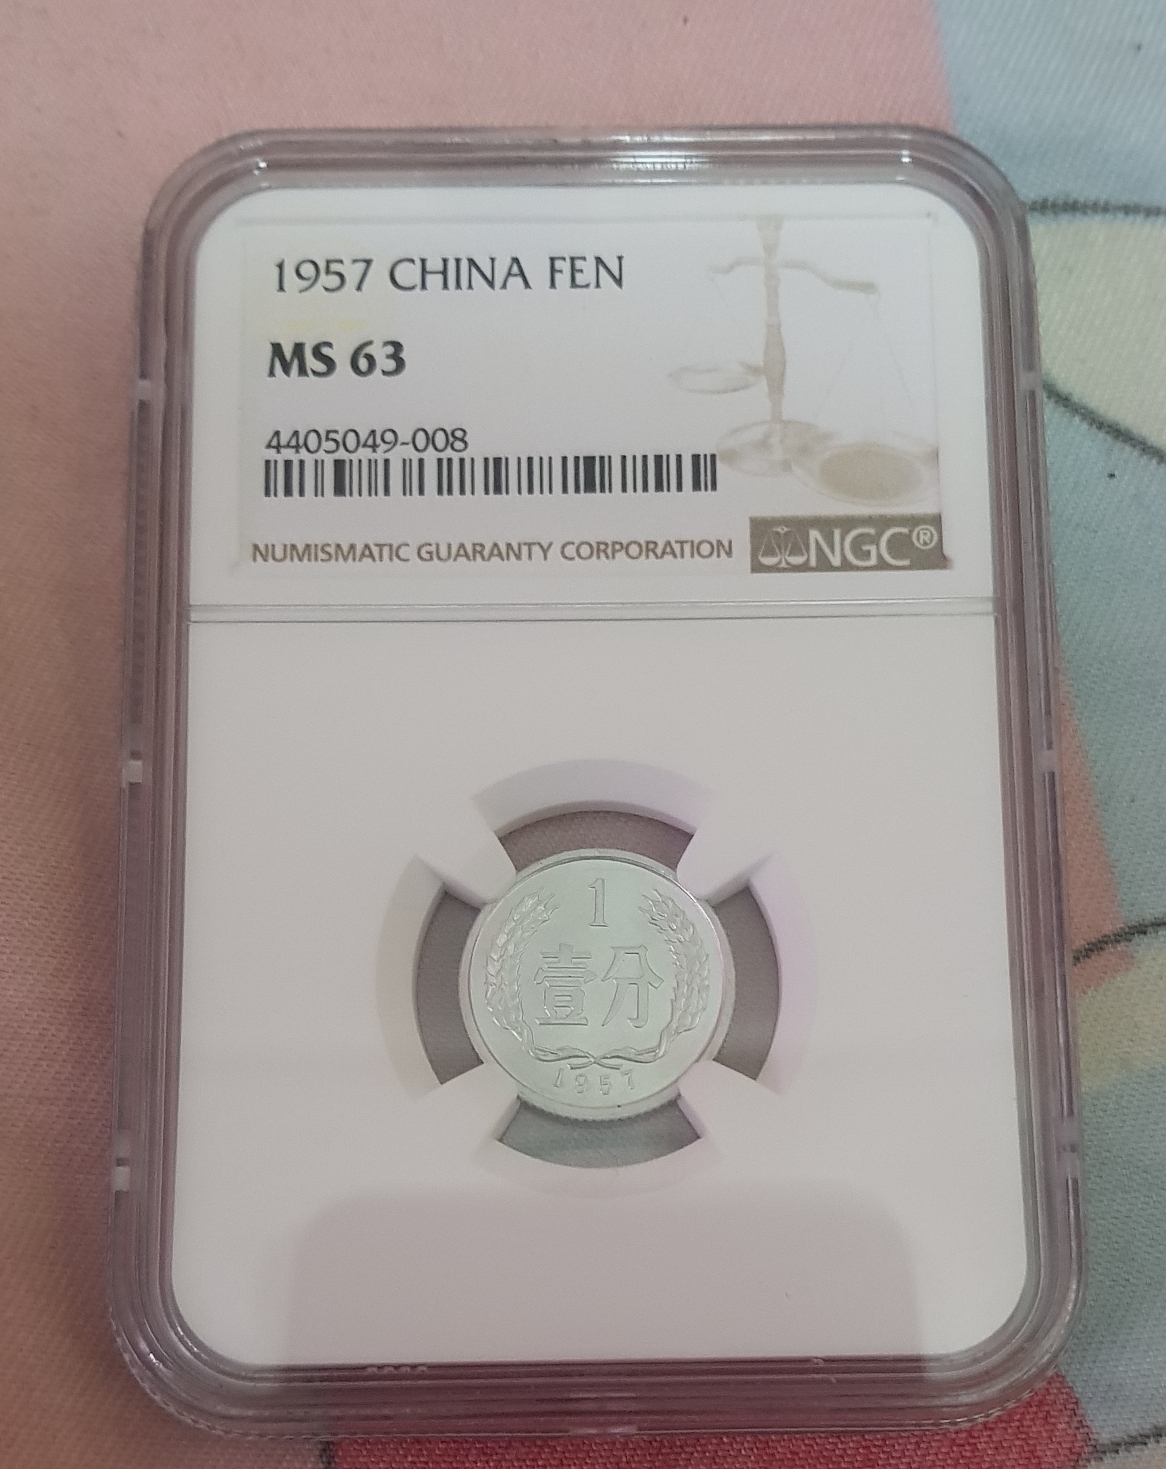 1957 CHINA FEN
MS 63
4405049-008
NUMISMATIC GUARANTY CORPORATION
NGC®
1
壹分
1957